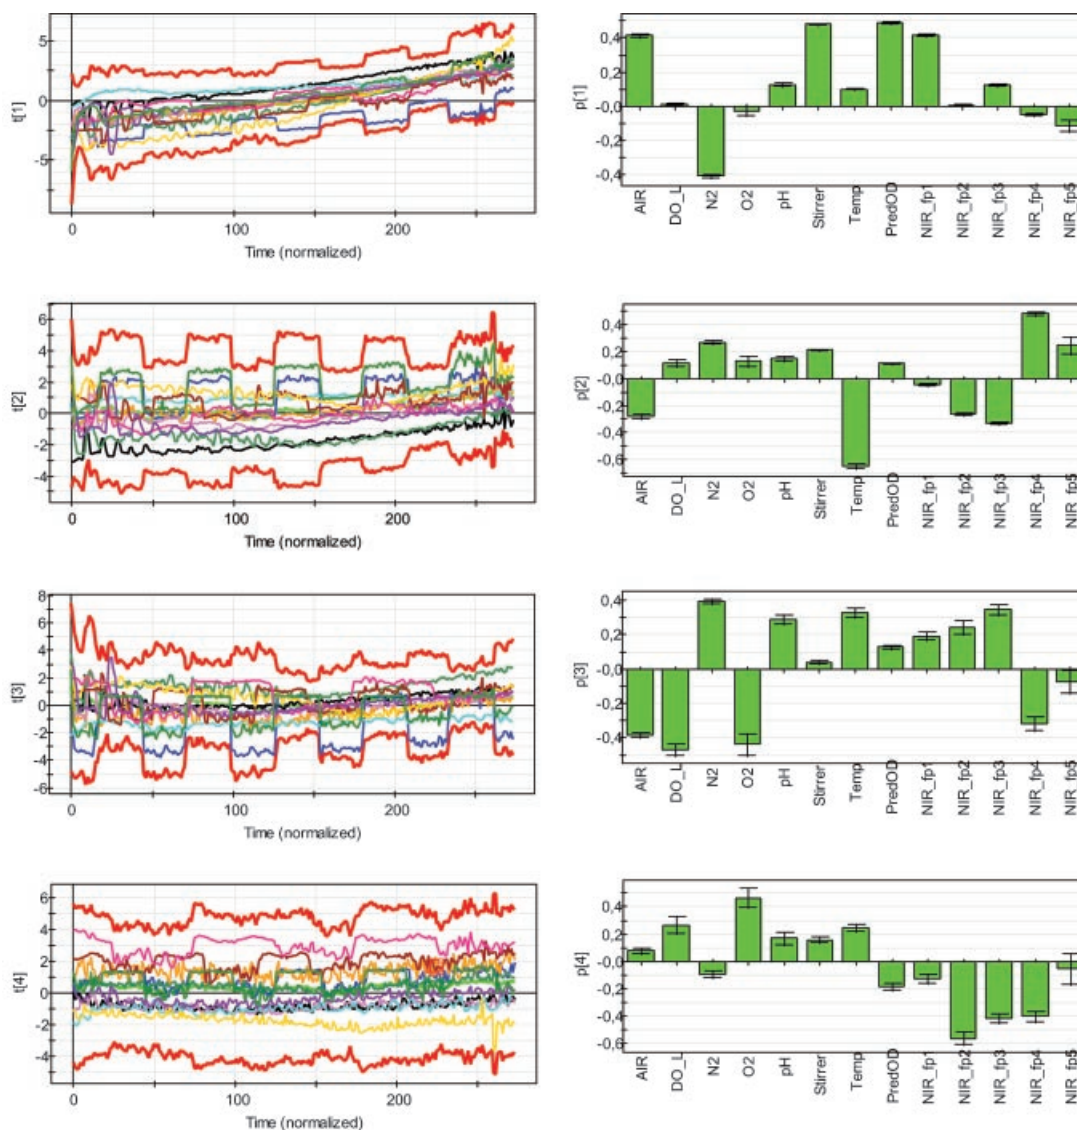 t[1]
5
0
-5
0
100
200
Time (normalized)
p[1]
0,4
0,2
-0,0
-0,2
-0,4
AIR
DO_L
N2
O2
pH
Stirrer
Temp
PredOD
NIR_fp1
NIR_fp2
NIR_fp3
NIR_fp4
NIR_fp5
t[2]
6
4
2
0
-2
-4
0
100
200
Time (normalized)
p[2]
0,4
0,2
-0,0
-0,2
-0,4
-0,6
AIR
DO_L
N2
O2
pH
Stirrer
Temp
PredOD
NIR_fp1
NIR_fp2
NIR_fp3
NIR_fp4
NIR_fp5
t[3]
8
6
4
2
0
-2
-4
-6
0
100
200
Time (normalized)
p[3]
0,4
0,2
-0,0
-0,2
-0,4
AIR
DO_L
N2
O2
pH
Stirrer
Temp
PredOD
NIR_fp1
NIR_fp2
NIR_fp3
NIR_fp4
NIR_fp5
t[4]
6
4
2
0
-2
-4
0
100
200
Time (normalized)
p[4]
0,4
0,2
-0,0
-0,2
-0,4
-0,6
AIR
DO_L
N2
O2
pH
Stirrer
Temp
PredOD
NIR_fp1
NIR_fp2
NIR_fp3
NIR_fp4
NIR_fp5